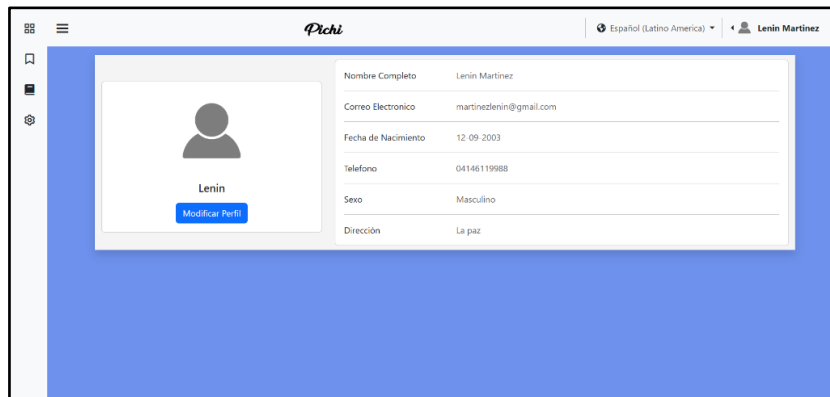 Pichi
Español (Latino America)
Lenin Martinez
Lenin
Modificar Perfil
Nombre Completo Lenin Martinez
Correo Electronico martinezlenin@gmail.com
Fecha de Nacimiento 12-09-2003
Telefono 04146119988
Sexo Masculino
Dirección La paz